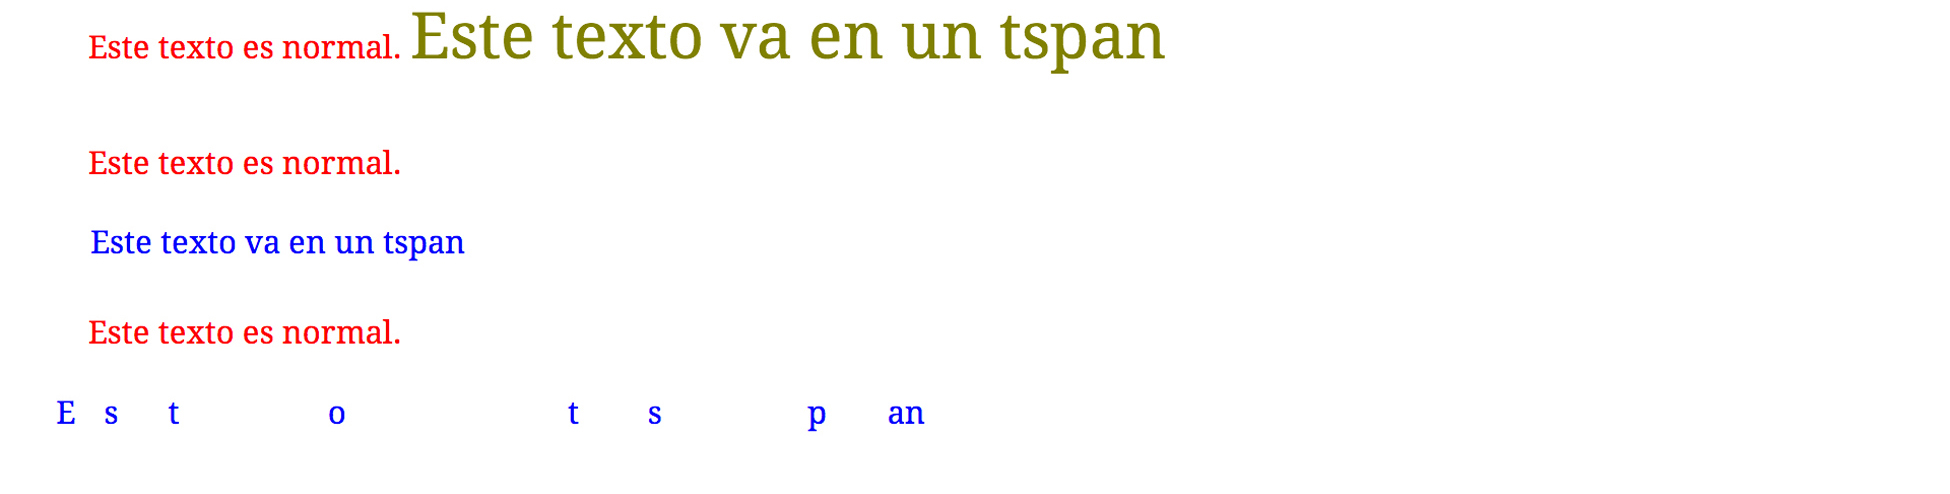 Este texto es normal. Este texto va en un tspan
Este texto es normal.
Este texto va en un tspan
Este texto es normal.
E s t o t s p an